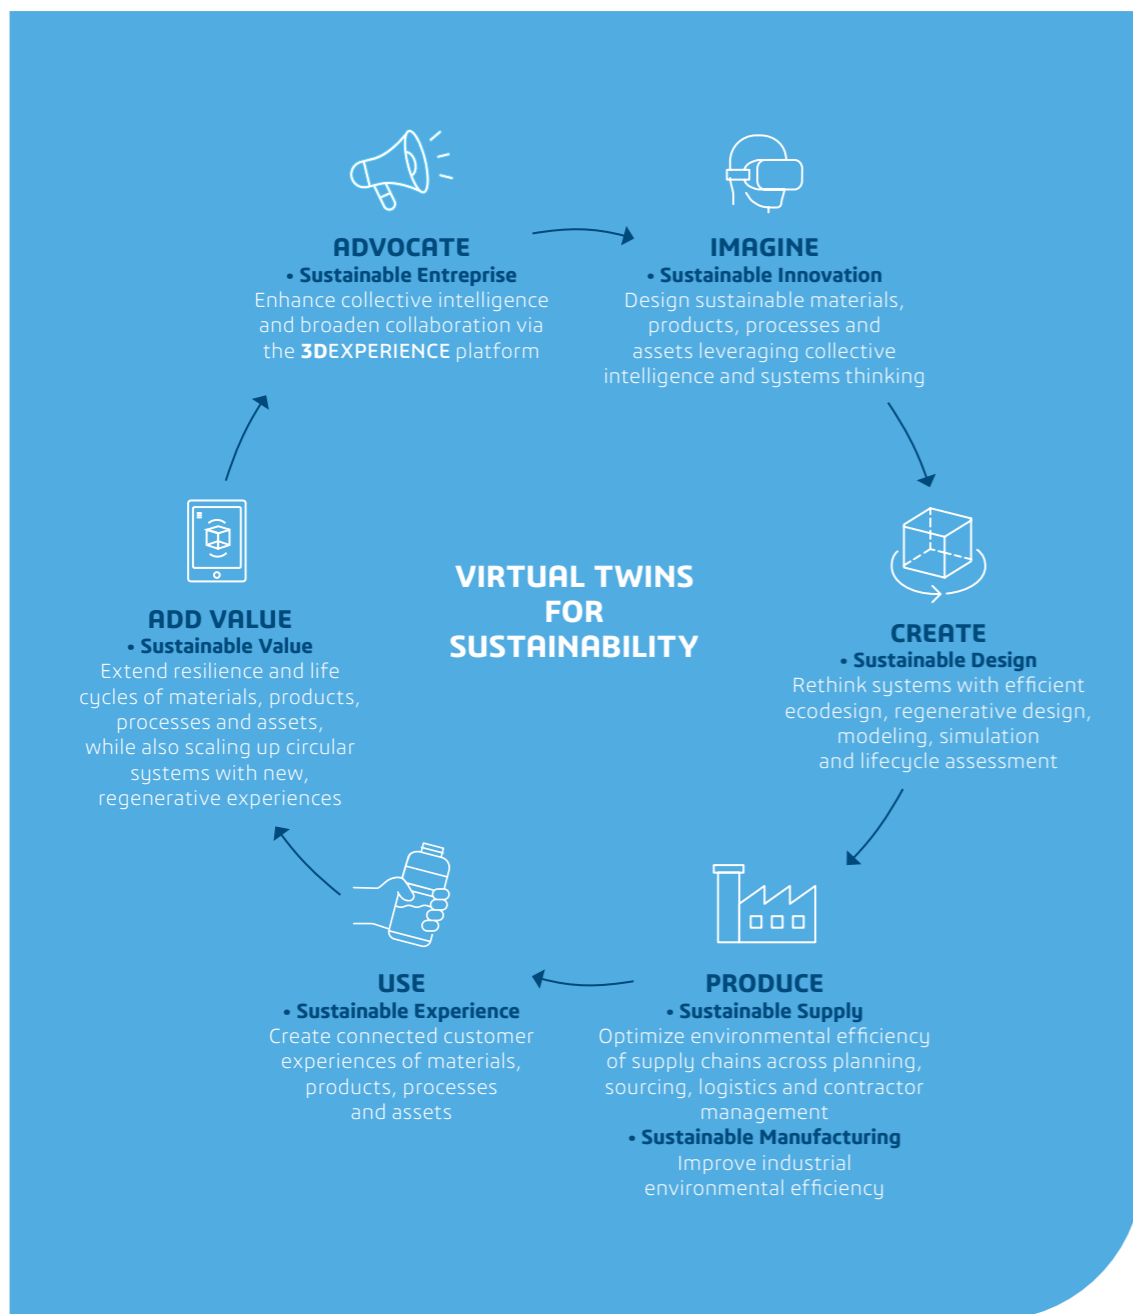 ADVOCATE
• Sustainable Entreprise
Enhance collective intelligence
and broaden collaboration via
the 3DEXPERIENCE platform
IMAGINE
• Sustainable Innovation
Design sustainable materials,
products, processes and
assets leveraging collective
intelligence and systems thinking
VIRTUAL TWINS
FOR
SUSTAINABILITY
CREATE
• Sustainable Design
Rethink systems with efficient
ecodesign, regenerative design,
modeling, simulation
and lifecycle assessment
PRODUCE
• Sustainable Supply
Optimize environmental efficiency
of supply chains across planning,
sourcing, logistics and contractor
management
• Sustainable Manufacturing
Improve industrial
environmental efficiency
USE
• Sustainable Experience
Create connected customer
experiences of materials,
products, processes
and assets
ADD VALUE
• Sustainable Value
Extend resilience and life
cycles of materials, products,
processes and assets,
while also scaling up circular
systems with new,
regenerative experiences